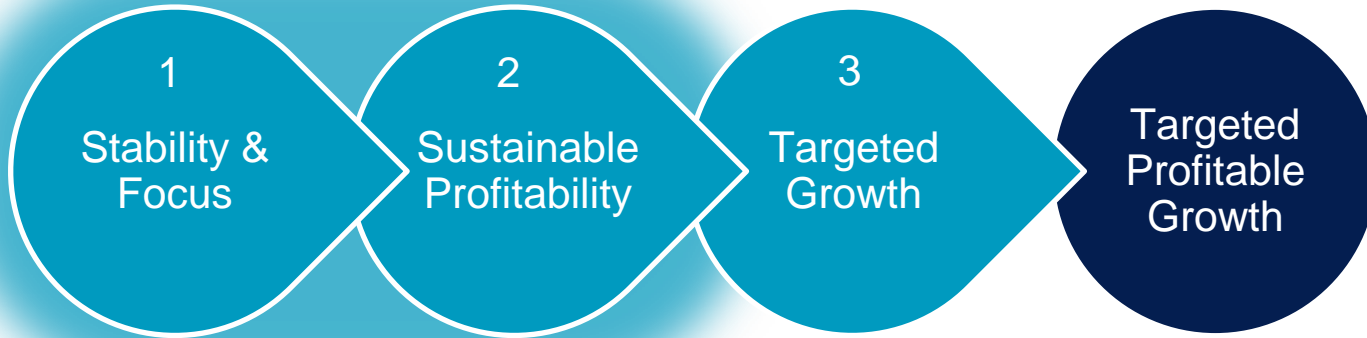 1
Stability &
Focus
2
Sustainable
Profitability
3
Targeted
Growth
Targeted
Profitable
Growth